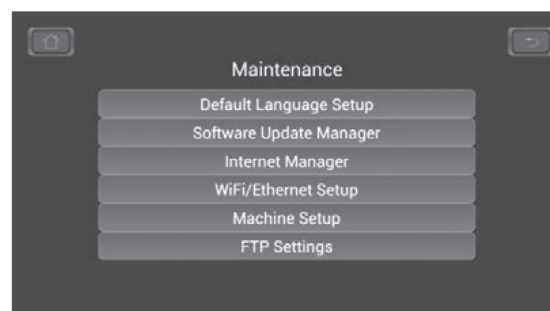 Maintenance
Default Language Setup
Software Update Manager
Internet Manager
WiFi/Ethernet Setup
Machine Setup
FTP Settings